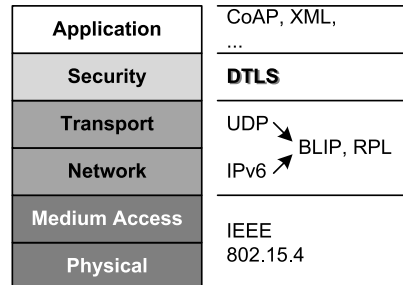 Application
CoAP, XML,
...
Security
DTLS
Transport
UDP
BLIP, RPL
Network
IPv6
Medium Access
IEEE
802.15.4
Physical